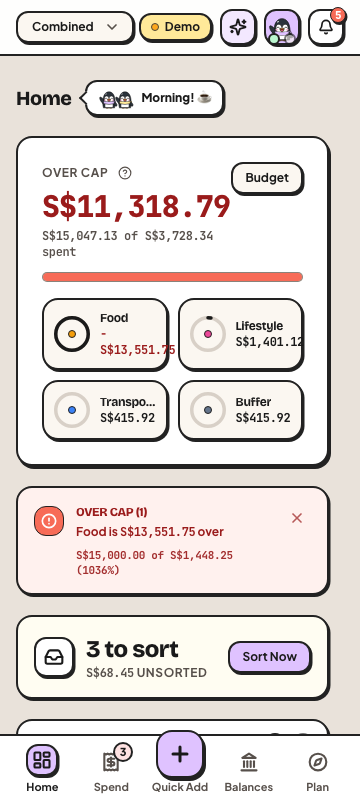 Combined
Demo
5
Home
Morning! ☕
OVER CAP
Budget
S$11,318.79
S$15,047.13 of S$3,728.34
spent
Food
-
S$13,551.75
Lifestyle
S$1,401.12
Transpo...
S$415.92
Buffer
S$415.92
OVER CAP (1)
Food is S$13,551.75 over
S$15,000.00 of S$1,448.25
(1036%)
3 to sort
S$68.45 UNSORTED
Sort Now
3
Home
Spend
Quick Add
Balances
Plan